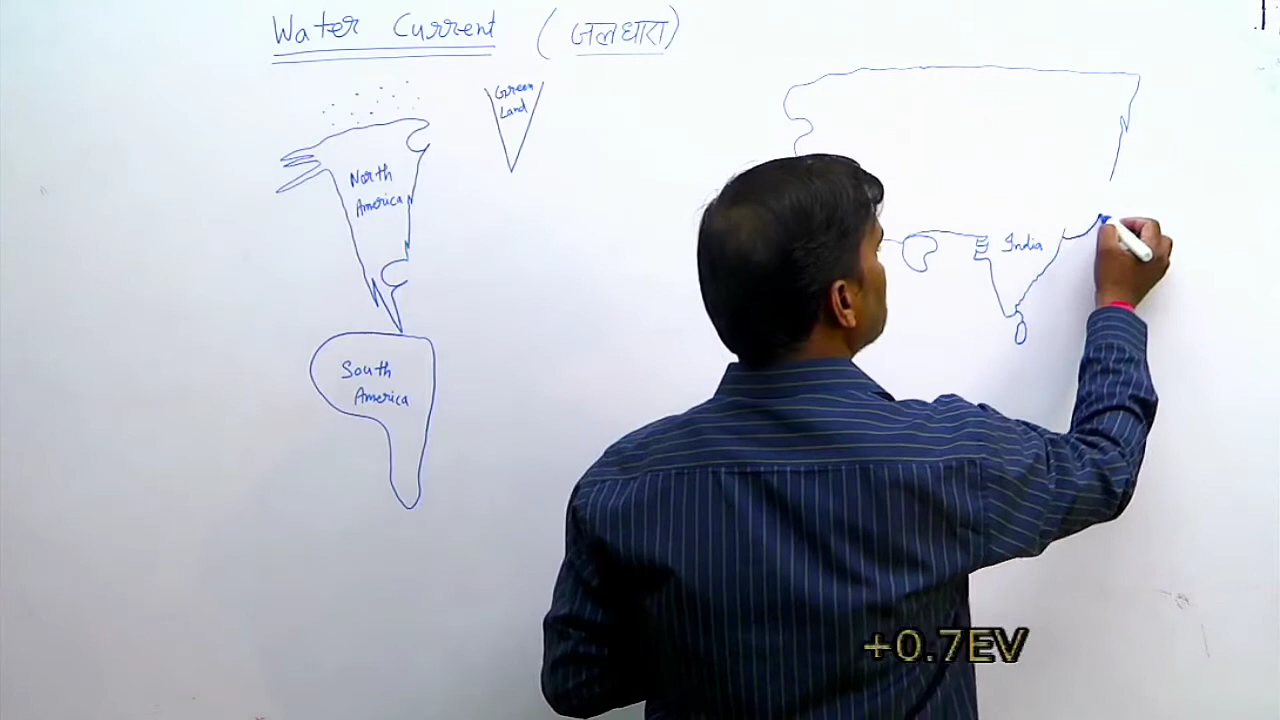 Water Current ( जलधारा )
Green
Land
North
America
India
South
America
+0.7EV